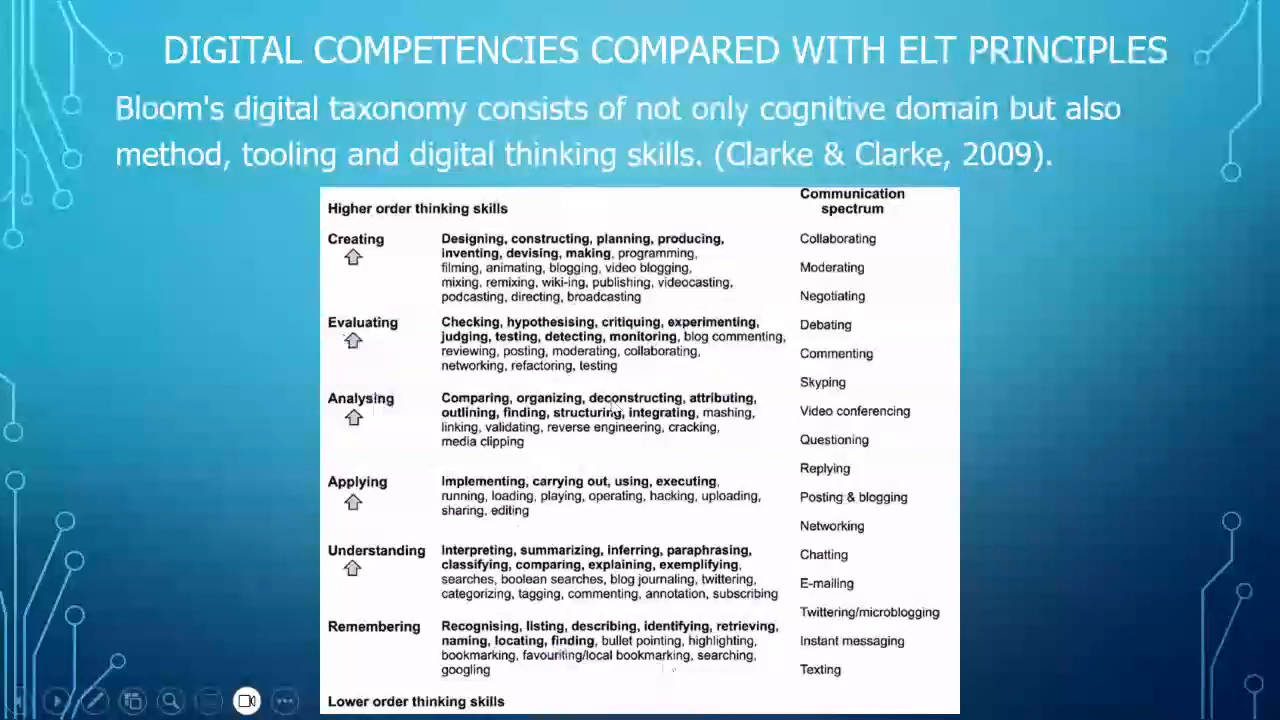 DIGITAL COMPETENCIES COMPARED WITH ELT PRINCIPLES
Bloom's digital taxonomy consists of not only cognitive domain but also
method, tooling and digital thinking skills. (Clarke & Clarke, 2009).
Higher order thinking skills
Communication
spectrum
Creating
Designing, constructing, planning, producing,
inventing, devising, making, programming,
filming, animating, blogging, video blogging,
mixing, remixing, wiki-ing, publishing, videocasting,
podcasting, directing, broadcasting
Evaluating
Checking, hypothesising, critiquing, experimenting,
judging, testing, detecting, monitoring, blog commenting,
reviewing, posting, moderating, collaborating,
networking, refactoring, testing
Analysing
Comparing, organizing, deconstructing, attributing,
outlining, finding, structuring, integrating, mashing,
linking, validating, reverse engineering, cracking,
media clipping
Applying
Implementing, carrying out, using, executing,
running, loading, playing, operating, hacking, uploading,
sharing, editing
Understanding
Interpreting, summarizing, inferring, paraphrasing,
classifying, comparing, explaining, exemplifying,
searches, boolean searches, blog journaling, twittering,
categorizing, tagging, commenting, annotation, subscribing
Remembering
Recognising, listing, describing, identifying, retrieving,
naming, locating, finding, bullet pointing, highlighting,
bookmarking, favouriting/local bookmarking, searching,
googling
Lower order thinking skills
Collaborating
Moderating
Negotiating
Debating
Commenting
Skyping
Video conferencing
Questioning
Replying
Posting & blogging
Networking
Chatting
E-mailing
Twittering/microblogging
Instant messaging
Texting